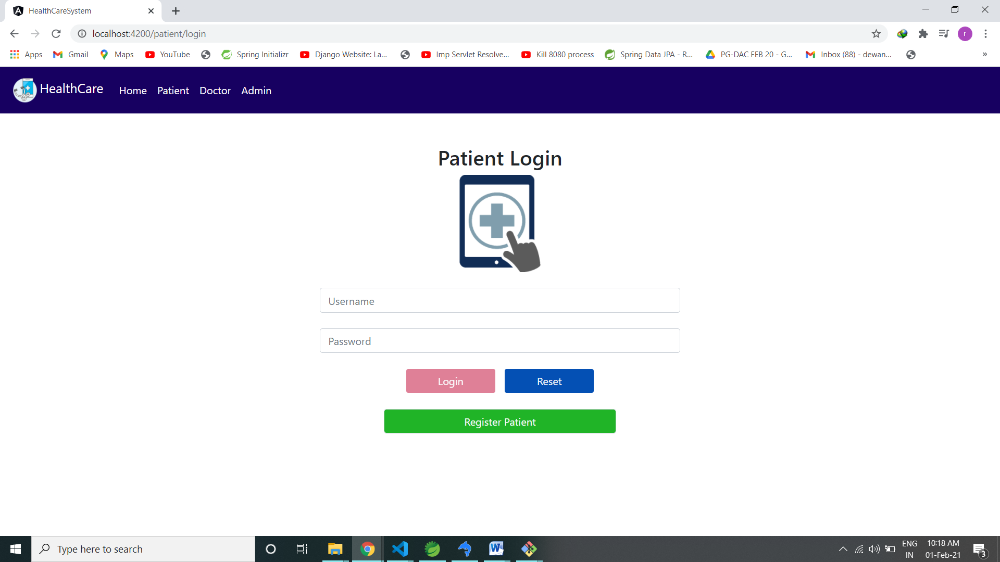 HealthCareSystem
localhost:4200/patient/login
Apps Gmail Maps YouTube Spring Initializr Django Website: La... Imp Servlet Resolve... Kill 8080 process Spring Data JPA - R... PG-DAC FEB 20 - G... Inbox (88) - dewan... »
HealthCare Home Patient Doctor Admin
Patient Login
Username
Password
Login Reset
Register Patient
Type here to search
ENG
IN
10:18 AM
01-Feb-21
3
r